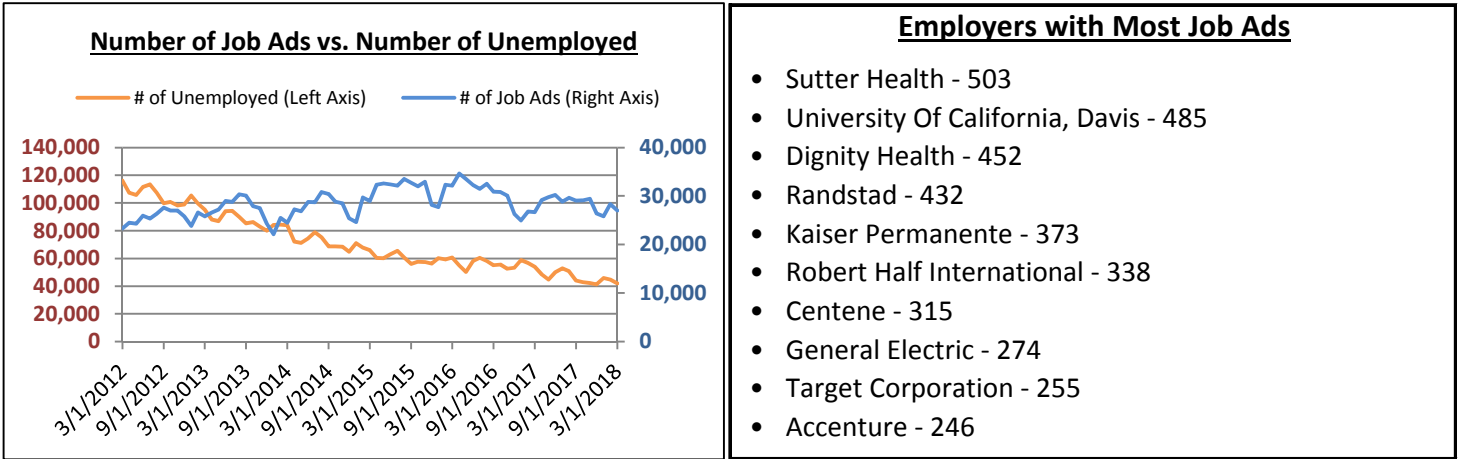 Number of Job Ads vs. Number of Unemployed
# of Unemployed (Left Axis) # of Job Ads (Right Axis)
140,000 40,000
120,000
100,000 30,000
80,000
60,000 20,000
40,000 10,000
20,000
0 0
3/1/2012 9/1/2012 3/1/2013 9/1/2013 3/1/2014 9/1/2014 3/1/2015 9/1/2015 3/1/2016 9/1/2016 3/1/2017 9/1/2017 3/1/2018
Employers with Most Job Ads
• Sutter Health - 503
• University Of California, Davis - 485
• Dignity Health - 452
• Randstad - 432
• Kaiser Permanente - 373
• Robert Half International - 338
• Centene - 315
• General Electric - 274
• Target Corporation - 255
• Accenture - 246